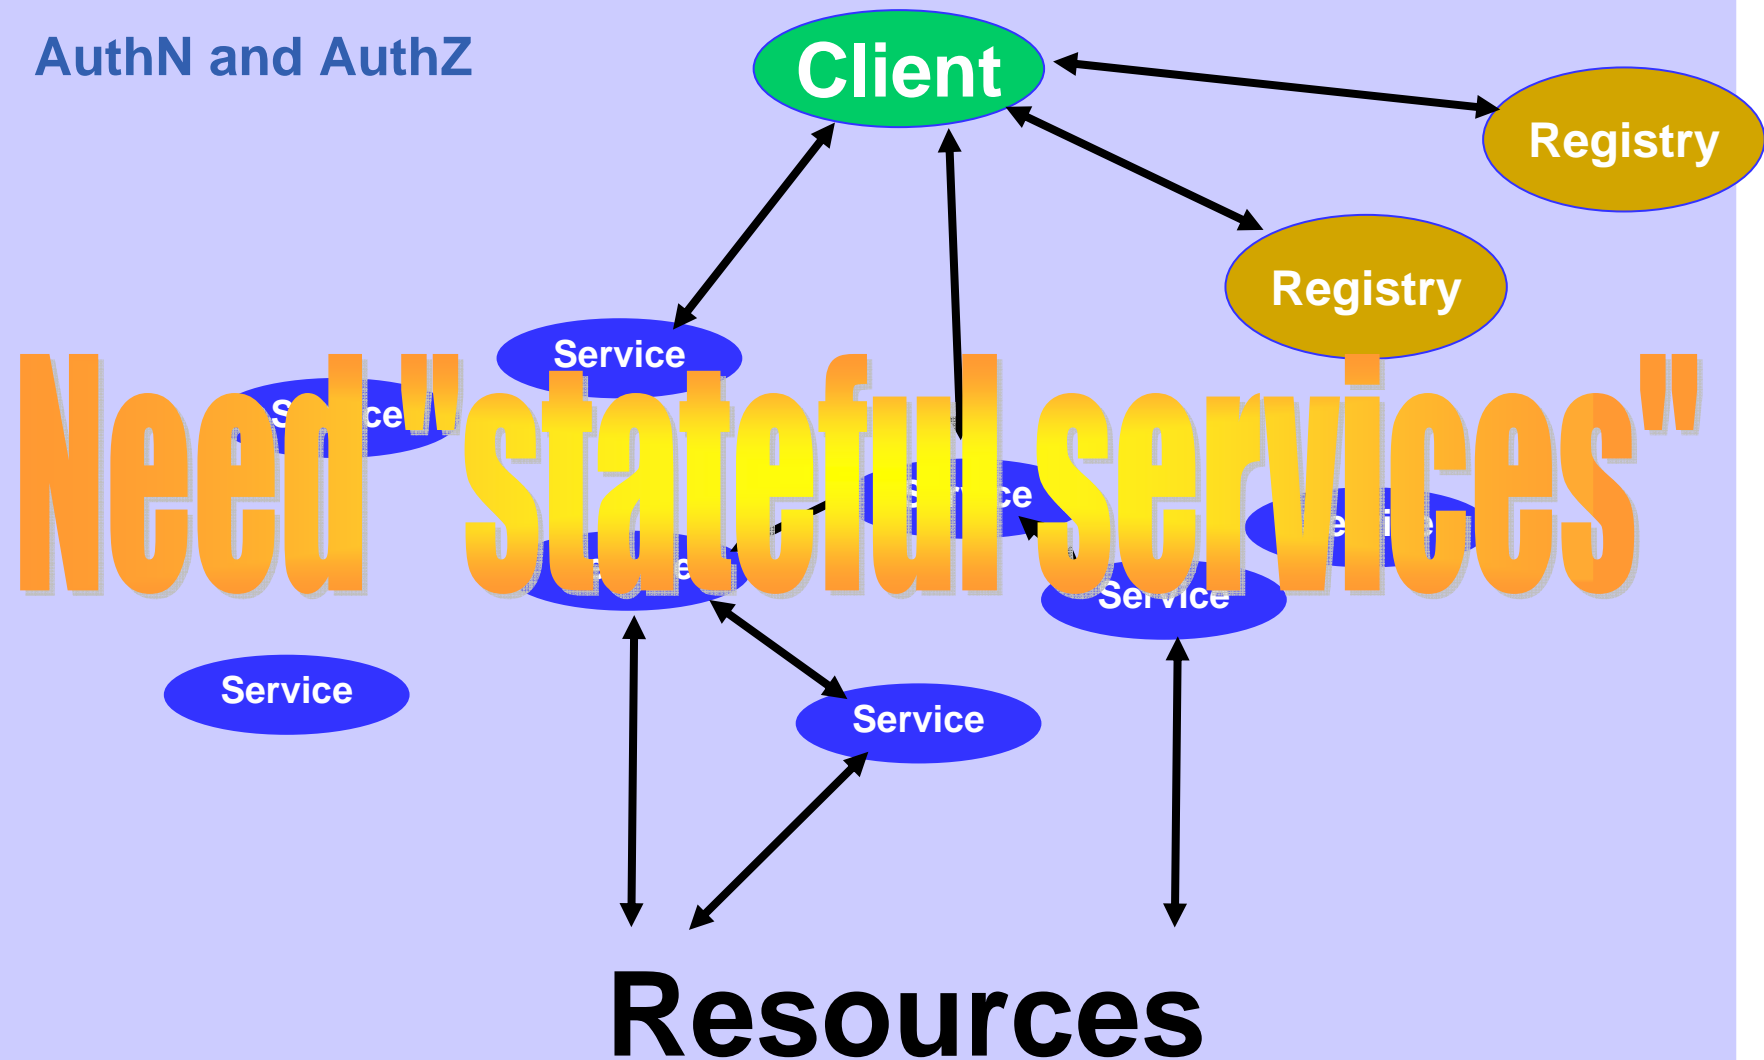 AuthN and AuthZ
Client
Registry
Registry
Service
Need "stateful services"
Service
Service
Service
Resources